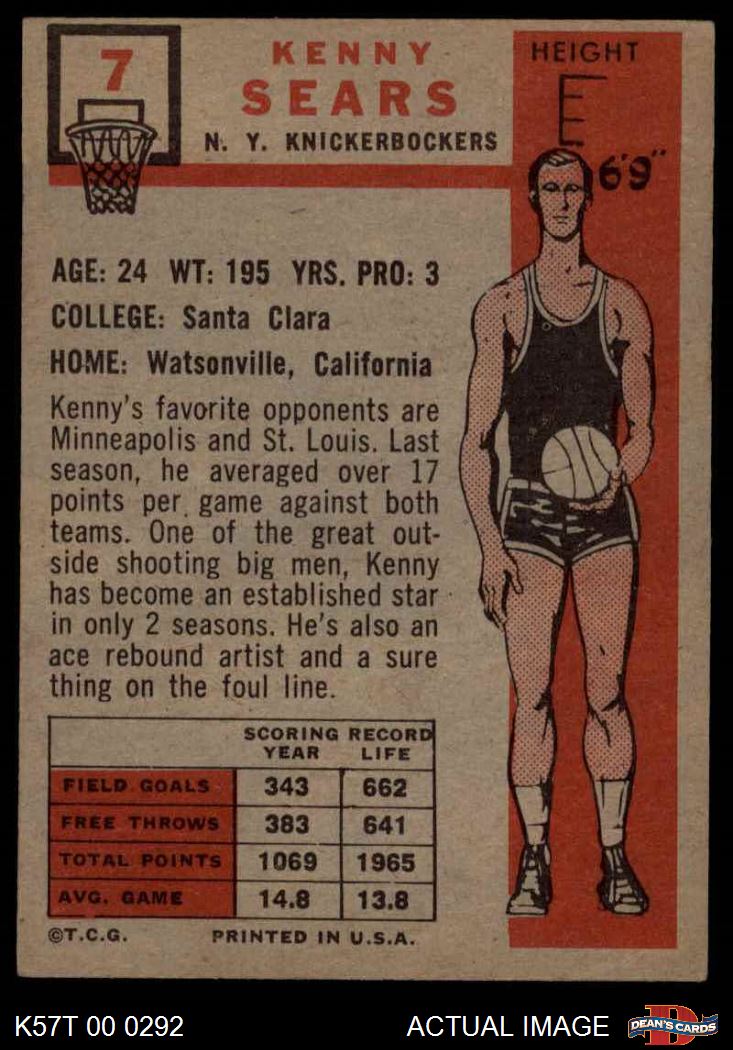 7
KENNY
SEARS
N. Y. KNICKERBOCKERS
HEIGHT
6'9"
AGE: 24 WT: 195 YRS. PRO: 3
COLLEGE: Santa Clara
HOME: Watsonville, California
Kenny's favorite opponents are
Minneapolis and St. Louis. Last
season, he averaged over 17
points per game against both
teams. One of the great out-
side shooting big men, Kenny
has become an established star
in only 2 seasons. He's also an
ace rebound artist and a sure
thing on the foul line.
SCORING RECORD
YEAR LIFE
FIELD GOALS 343 662
FREE THROWS 383 641
TOTAL POINTS 1069 1965
AVG. GAME 14.8 13.8
©T.C.G. PRINTED IN U.S.A.
K57T 00 0292 ACTUAL IMAGE
D
DEAN'S CARDS